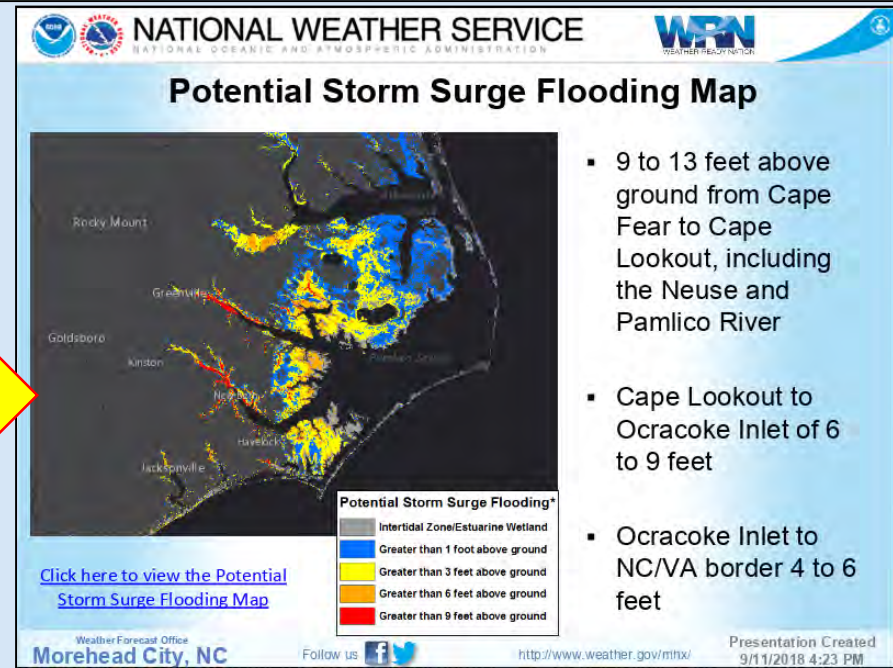 NATIONAL WEATHER SERVICE
NATIONAL OCEANIC AND ATMOSPHERIC ADMINISTRATION
WRN
WEATHER-READY NATION
Potential Storm Surge Flooding Map
Rocky Mount
Greenville
Goldsboro
Kinston
New Bern
Havelock
Jacksonville
Pamlico Sound
Potential Storm Surge Flooding*
Intertidal Zone/Estuarine Wetland
Greater than 1 foot above ground
Greater than 3 feet above ground
Greater than 6 feet above ground
Greater than 9 feet above ground
Click here to view the Potential
Storm Surge Flooding Map
▪ 9 to 13 feet above
ground from Cape
Fear to Cape
Lookout, including
the Neuse and
Pamlico River
▪ Cape Lookout to
Ocracoke Inlet of 6
to 9 feet
▪ Ocracoke Inlet to
NC/VA border 4 to 6
feet
Weather Forecast Office
Morehead City, NC
Follow us
http://www.weather.gov/mhx/
Presentation Created
9/11/2018 4:23 PM